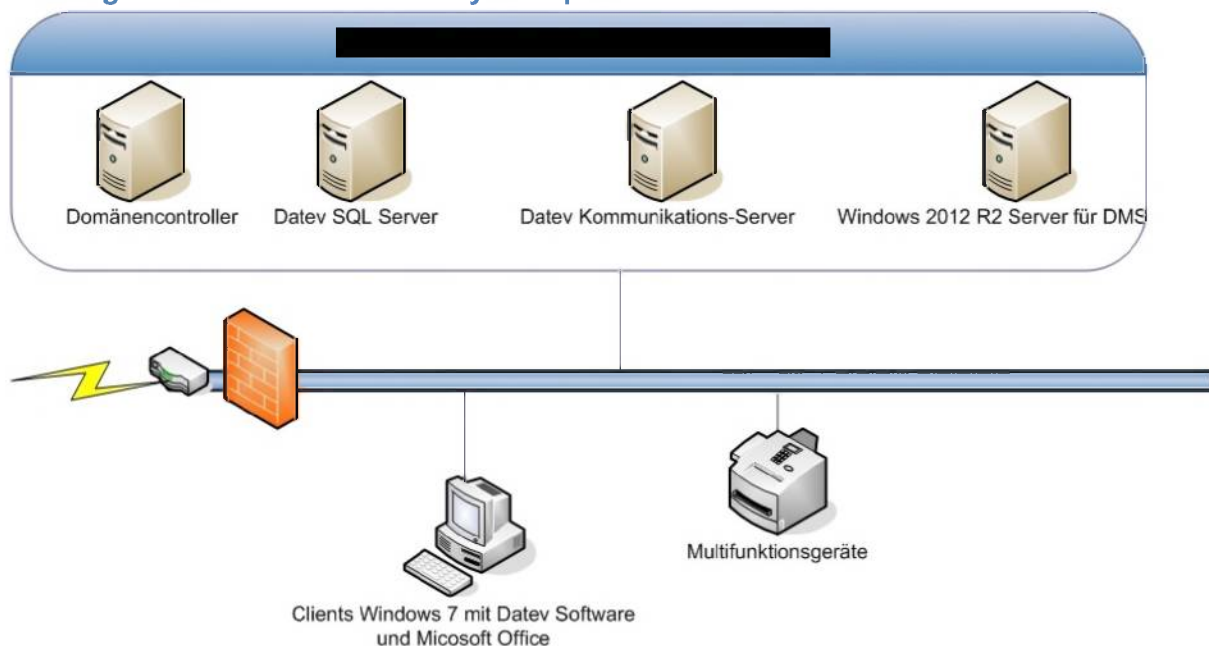 Domänencontroller
Datev SQL Server
Datev Kommunikations-Server
Windows 2012 R2 Server für DMS
Multifunktionsgeräte
Clients Windows 7 mit Datev Software
und Micosoft Office